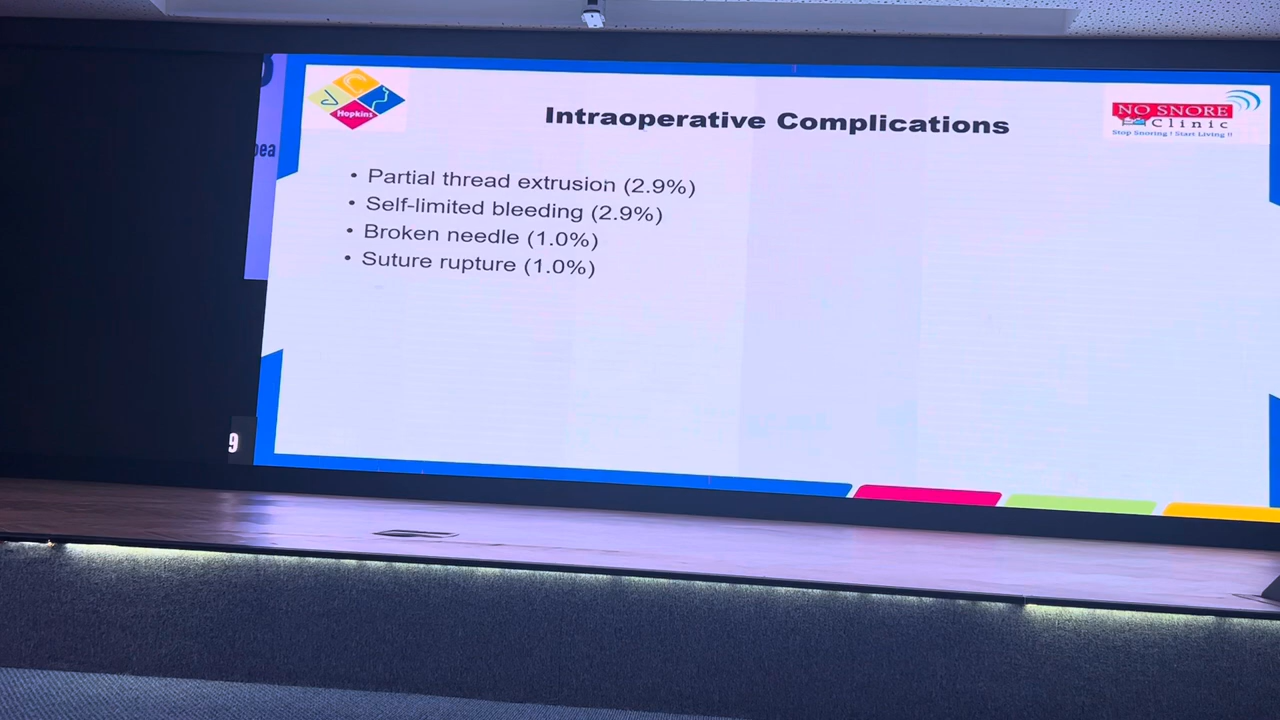 Hopkins
Intraoperative Complications
NO SNORE
Clinic
Stop Snoring ! Start Living !!
• Partial thread extrusion (2.9%)
• Self-limited bleeding (2.9%)
• Broken needle (1.0%)
• Suture rupture (1.0%)
9